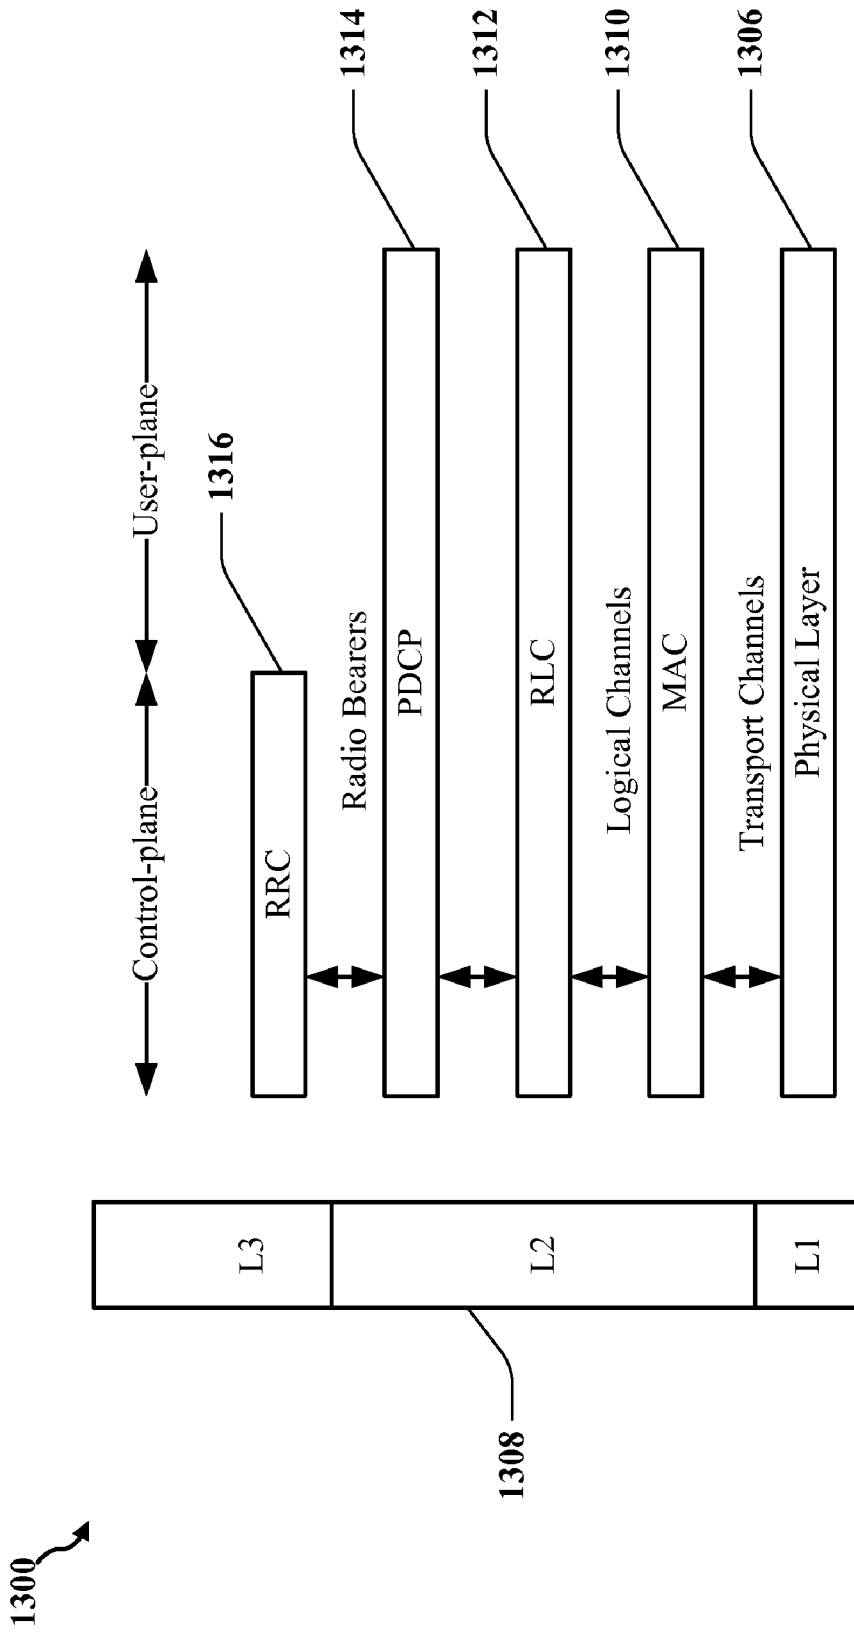 1300
Control-plane
User-plane
L3
RRC
1316
Radio Bearers
1314
PDCP
1308
L2
RLC
1312
Logical Channels
MAC
1310
Transport Channels
L1
Physical Layer
1306